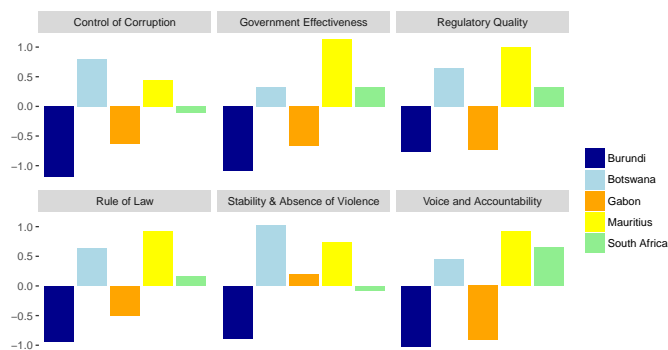 Control of Corruption
Government Effectiveness
Regulatory Quality
1.0
0.5
0.0
−0.5
−1.0
Rule of Law
Stability & Absence of Violence
Voice and Accountability
1.0
0.5
0.0
−0.5
−1.0
Burundi
Botswana
Gabon
Mauritius
South Africa